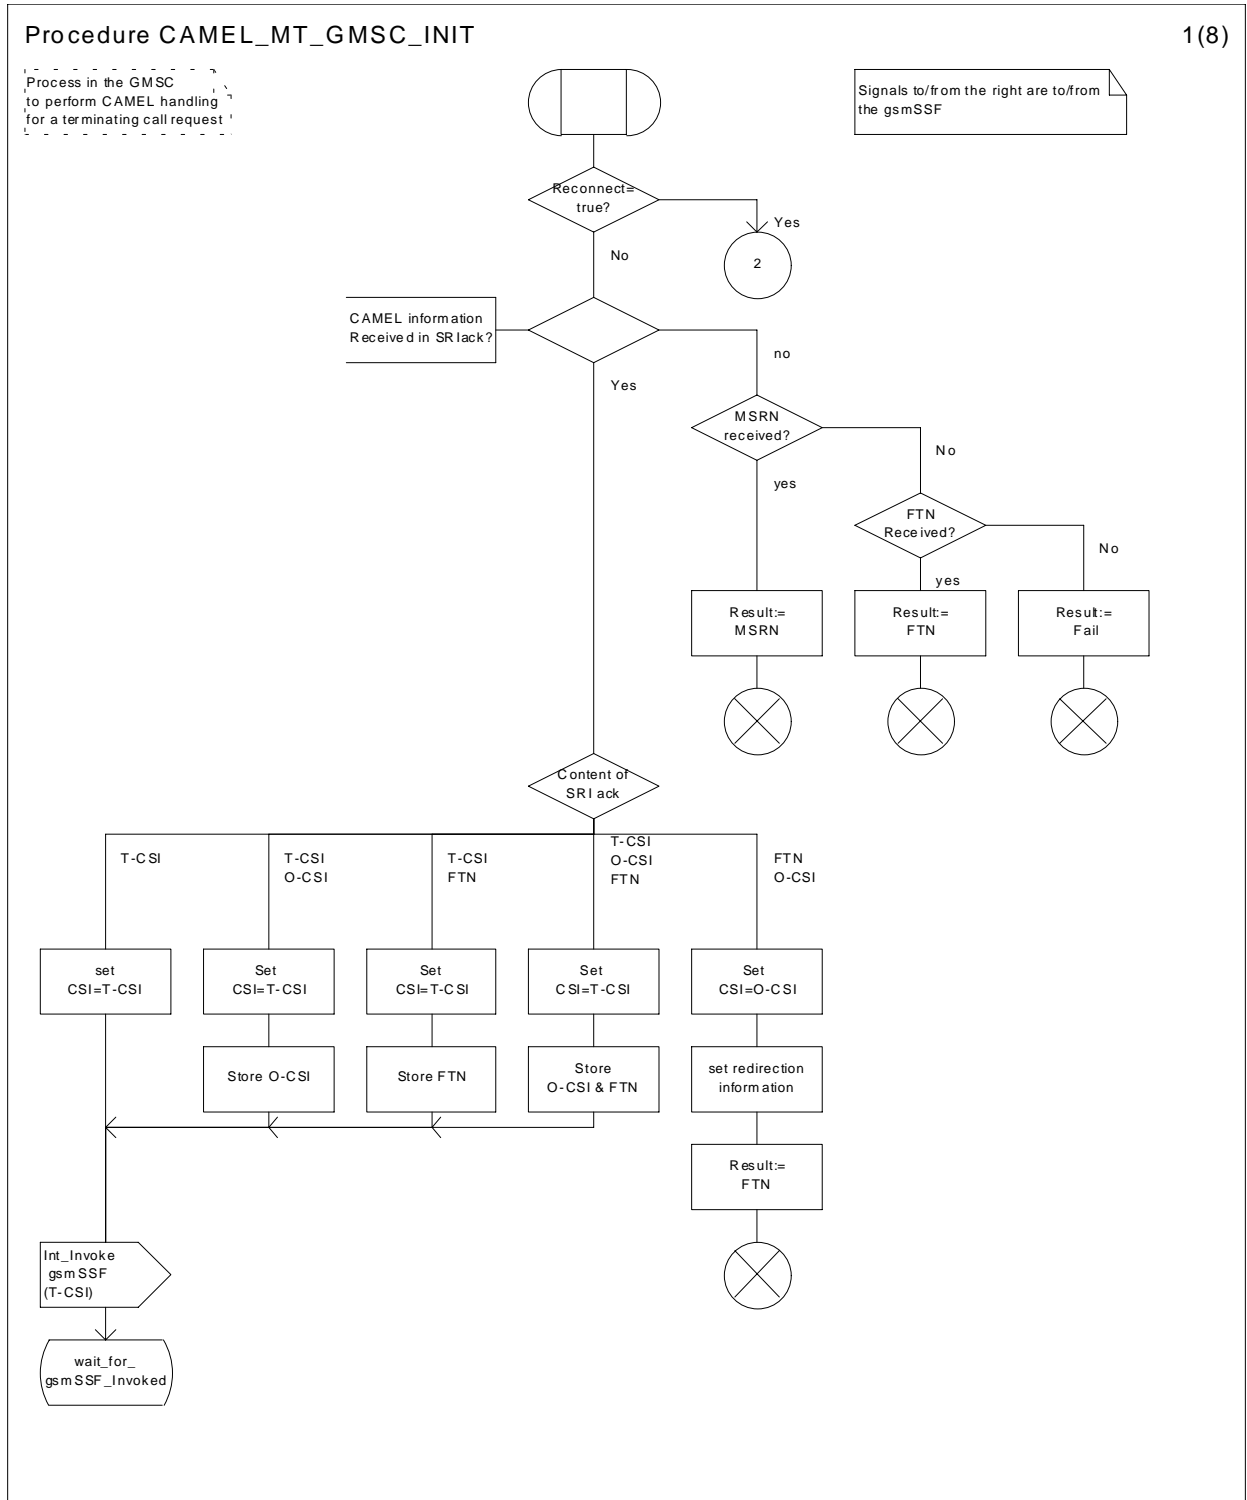 Procedure CAMEL_MT_GMSC_INIT
1(8)
Process in the GMSC
to perform CAMEL handling
for a terminating call request
Signals to/from the right are to/from
the gsmSSF
Reconnect=
true?
Yes
2
No
CAMEL information
Received in SRIack?
no
Yes
MSRN
received?
No
yes
FTN
Received?
No
yes
Result:=
MSRN
Result:=
FTN
Result:=
Fail
Content of
SRI ack
T-CSI
T-CSI
O-CSI
T-CSI
FTN
T-CSI
O-CSI
FTN
FTN
O-CSI
set
CSI=T-CSI
Set
CSI=T-CSI
Set
CSI=T-CSI
Set
CSI=T-CSI
Set
CSI=O-CSI
Store O-CSI
Store FTN
Store
O-CSI & FTN
set redirection
information
Result:=
FTN
Int_Invoke
gsmSSF
(T-CSI)
wait_for_
gsmSSF_Invoked